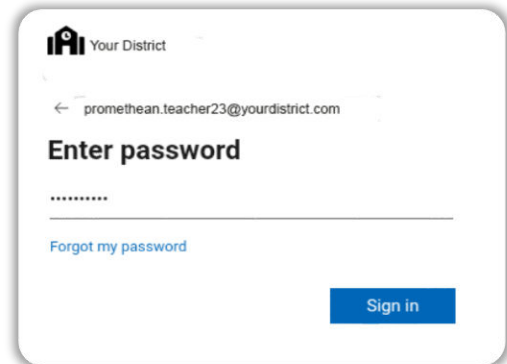 Your District
← promethean.teacher23@yourdistrict.com
Enter password
••••••••••
Forgot my password
Sign in